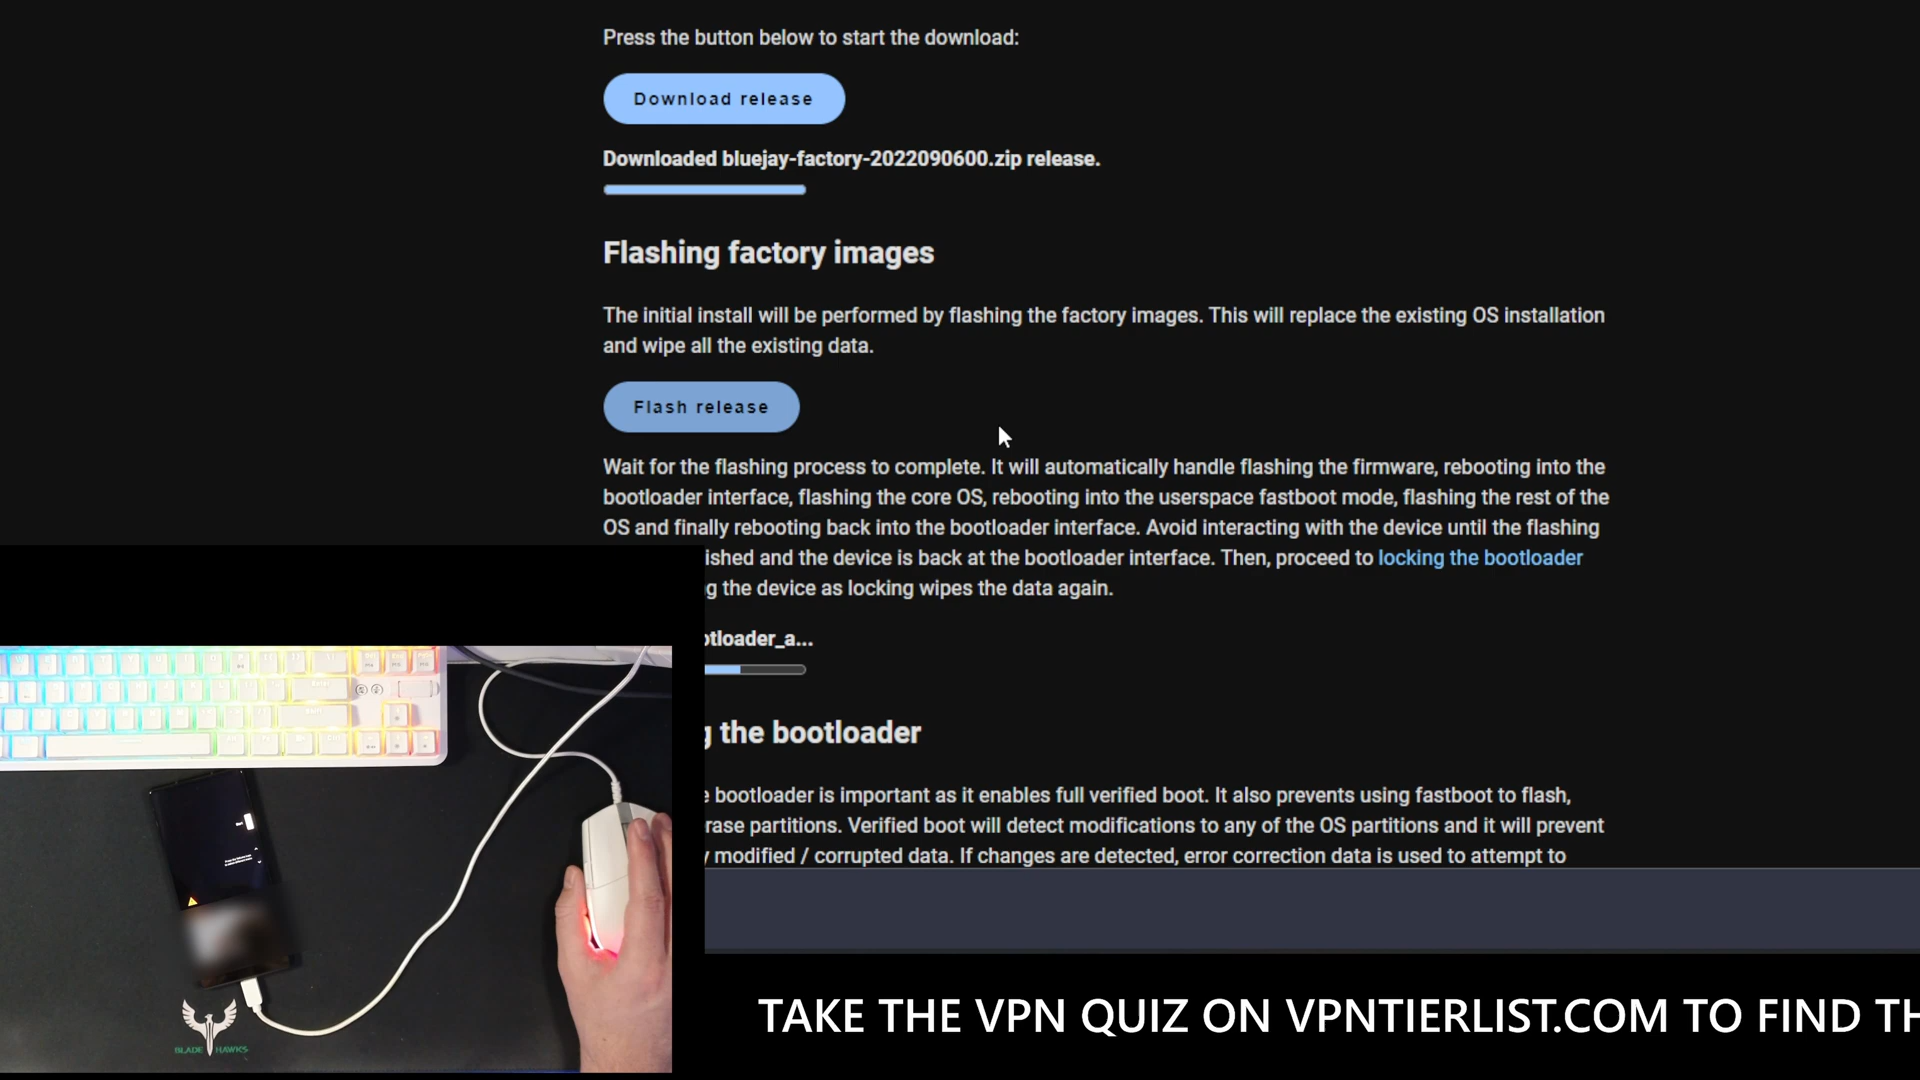 Press the button below to start the download:
Download release
Downloaded bluejay-factory-2022090600.zip release.
Flashing factory images
The initial install will be performed by flashing the factory images. This will replace the existing OS installation
and wipe all the existing data.
Flash release
Wait for the flashing process to complete. It will automatically handle flashing the firmware, rebooting into the
bootloader interface, flashing the core OS, rebooting into the userspace fastboot mode, flashing the rest of the
OS and finally rebooting back into the bootloader interface. Avoid interacting with the device until the flashing
ished and the device is back at the bootloader interface. Then, proceed to locking the bootloader
g the device as locking wipes the data again.
otloader_a...
g the bootloader
e bootloader is important as it enables full verified boot. It also prevents using fastboot to flash,
rase partitions. Verified boot will detect modifications to any of the OS partitions and it will prevent
y modified / corrupted data. If changes are detected, error correction data is used to attempt to
BLADE HAWKS
TAKE THE VPN QUIZ ON VPNTIERLIST.COM TO FIND TH